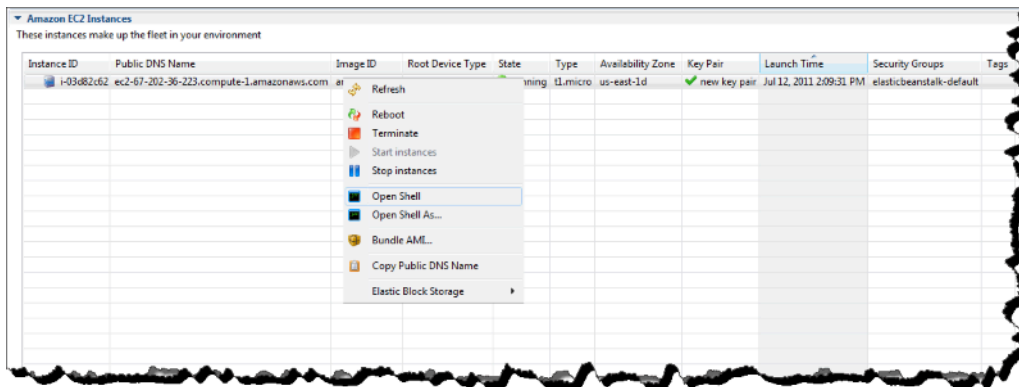 Amazon EC2 Instances
These instances make up the fleet in your environment
Instance ID Public DNS Name Image ID Root Device Type State Type Availability Zone Key Pair Launch Time Security Groups Tags
i-03d82c62 ec2-67-202-36-223.compute-1.amazonaws.com t1.micro us-east-1d new key pair Jul 12, 2011 2:09:31 PM elasticbeanstalk-default
Refresh
Reboot
Terminate
Start instances
Stop instances
Open Shell
Open Shell As...
Bundle AMI...
Copy Public DNS Name
Elastic Block Storage